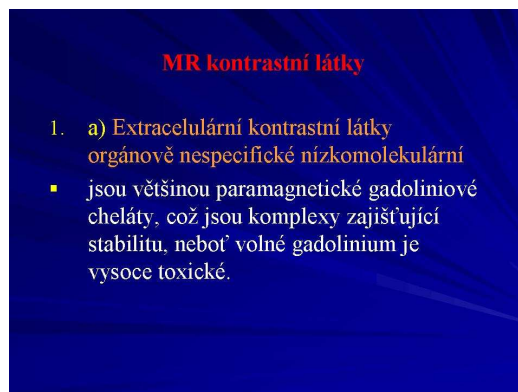 MR kontrastní látky
1. a) Extracelulární kontrastní látky
orgánově nespecifické nízkomolekulární
▪ jsou většinou paramagnetické gadoliniové
cheláty, což jsou komplexy zajišťující
stabilitu, neboť volné gadolinium je
vysoce toxické.